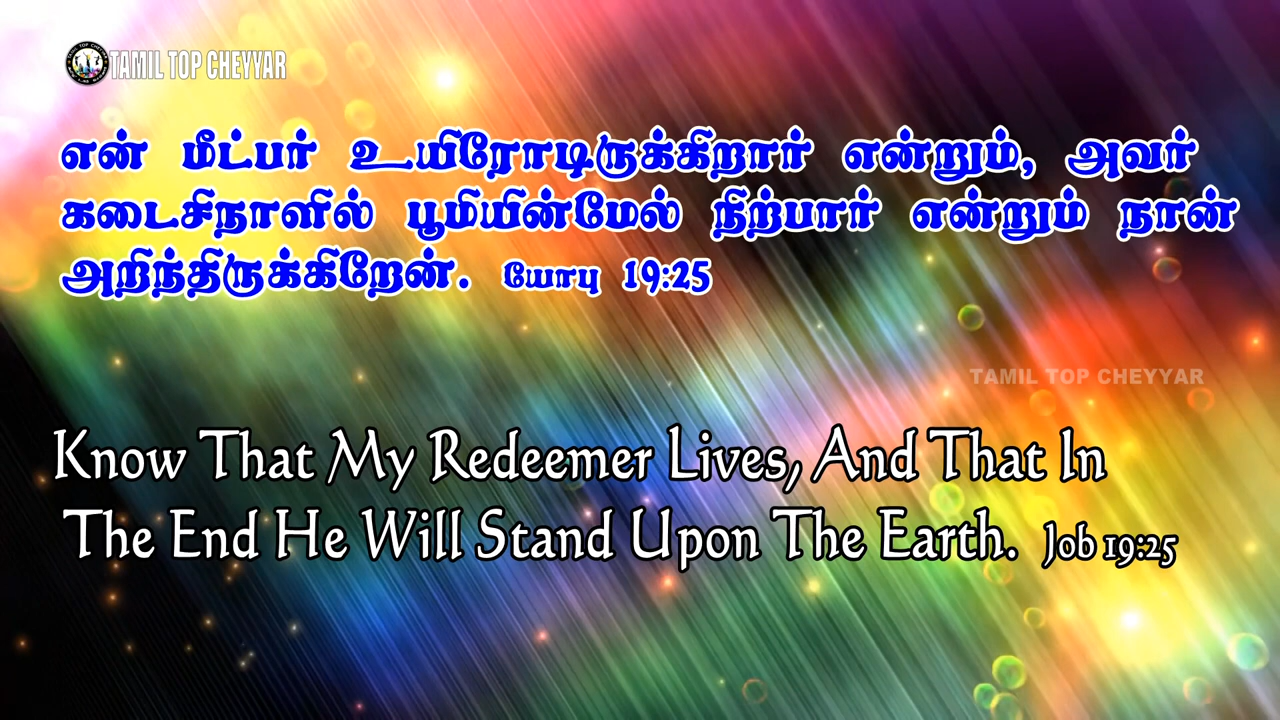 TAMIL TOP CHEYYAR
என் மீட்பர் உயிரோடிருக்கிறார் என்றும், அவர்
கடைசிநாளில் பூமியின்மேல் நிற்பார் என்றும் நான்
அறிந்திருக்கிறேன். யோபு 19:25
TAMIL TOP CHEYYAR
Know That My Redeemer Lives, And That In
The End He Will Stand Upon The Earth. Job 19:25